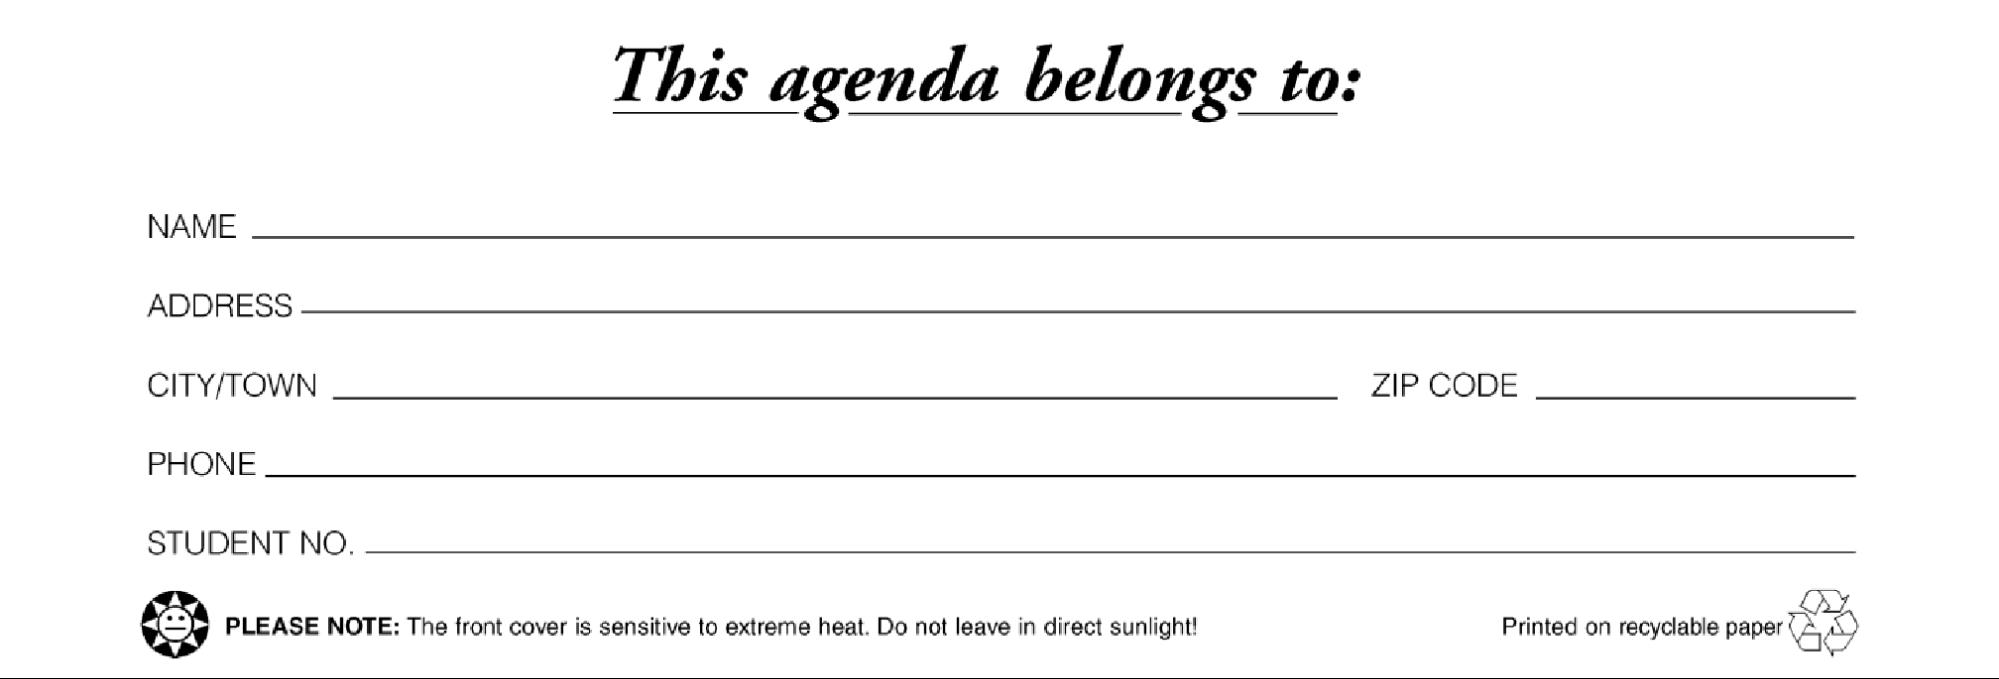 This agenda belongs to:
NAME
ADDRESS
CITY/TOWN ZIP CODE
PHONE
STUDENT NO.
PLEASE NOTE: The front cover is sensitive to extreme heat. Do not leave in direct sunlight! Printed on recyclable paper